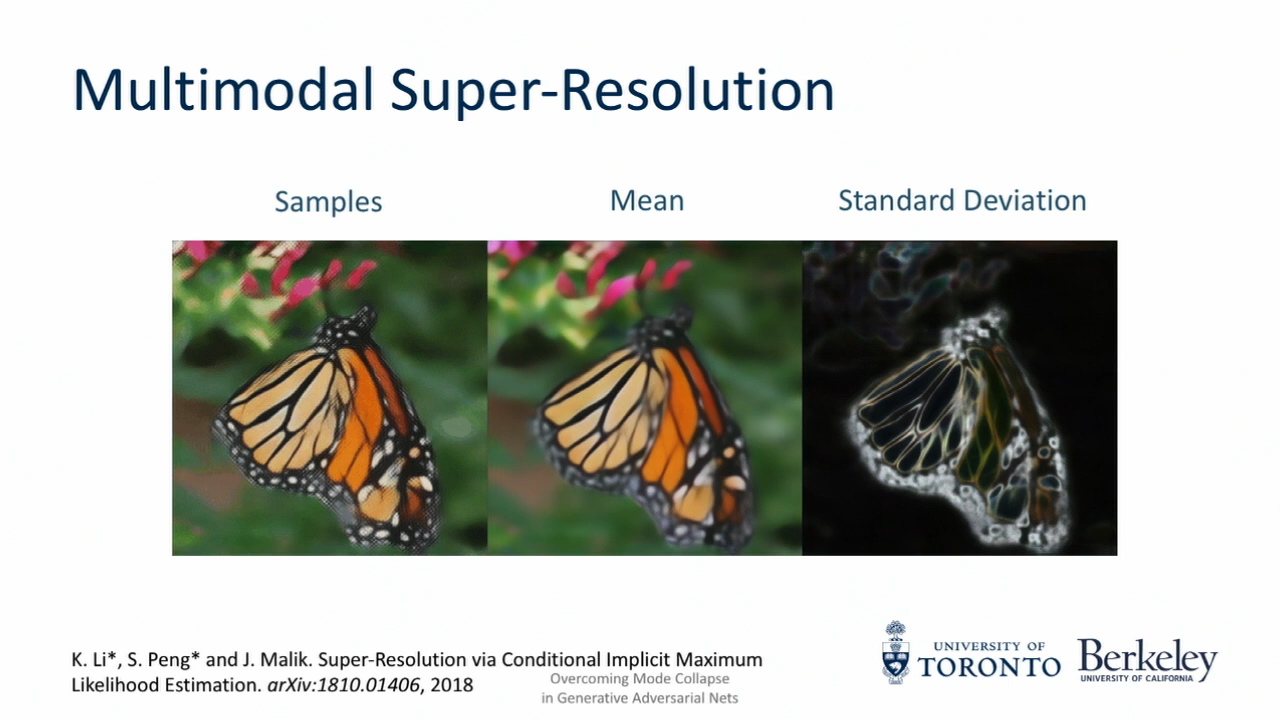 Multimodal Super-Resolution
Samples
Mean
Standard Deviation
K. Li*, S. Peng* and J. Malik. Super-Resolution via Conditional Implicit Maximum
Likelihood Estimation. arXiv:1810.01406, 2018
Overcoming Mode Collapse
in Generative Adversarial Nets
UNIVERSITY OF
TORONTO
Berkeley
UNIVERSITY OF CALIFORNIA